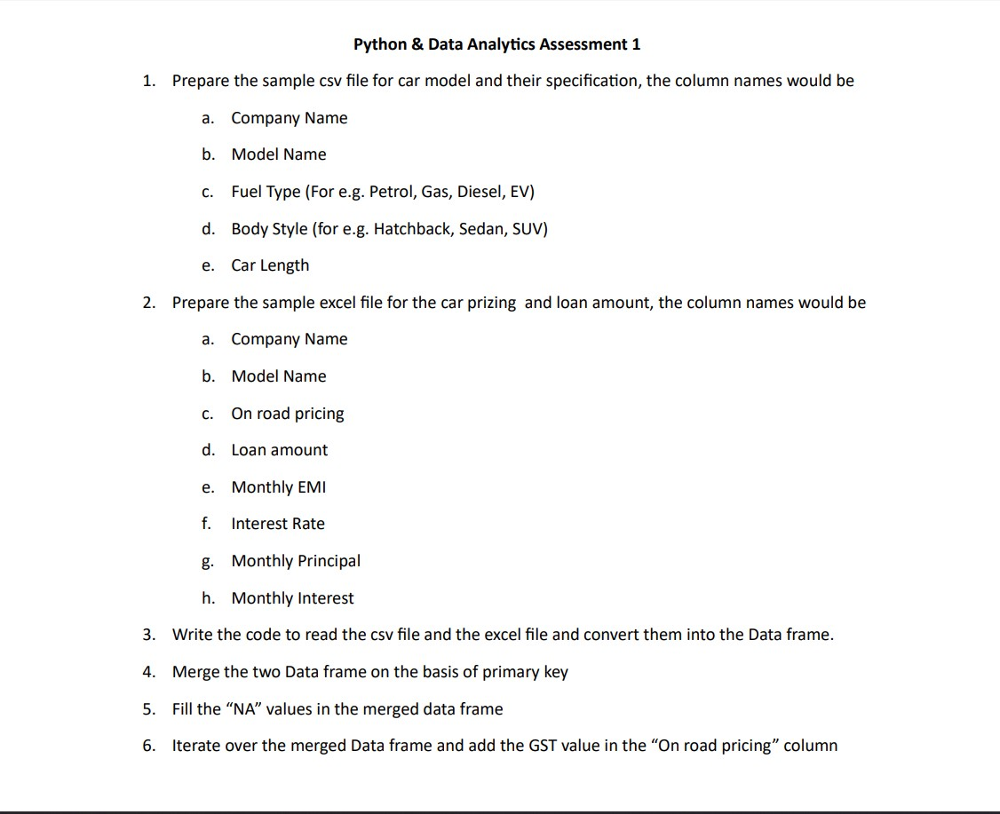 Python & Data Analytics Assessment 1
1. Prepare the sample csv file for car model and their specification, the column names would be
a. Company Name
b. Model Name
c. Fuel Type (For e.g. Petrol, Gas, Diesel, EV)
d. Body Style (for e.g. Hatchback, Sedan, SUV)
e. Car Length
2. Prepare the sample excel file for the car prizing and loan amount, the column names would be
a. Company Name
b. Model Name
c. On road pricing
d. Loan amount
e. Monthly EMI
f. Interest Rate
g. Monthly Principal
h. Monthly Interest
3. Write the code to read the csv file and the excel file and convert them into the Data frame.
4. Merge the two Data frame on the basis of primary key
5. Fill the “NA” values in the merged data frame
6. Iterate over the merged Data frame and add the GST value in the “On road pricing” column